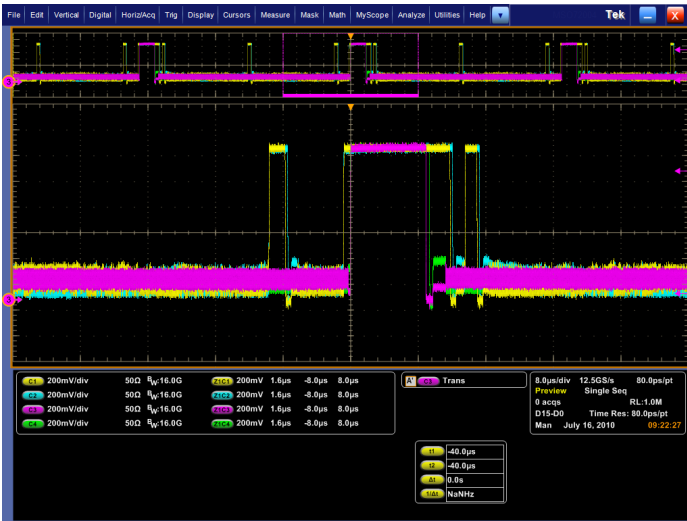 File Edit Vertical Digital Horiz/Acq Trig Display Cursors Measure Mask Math MyScope Analyze Utilities Help Tek X
3
3
C1 200mV/div 50Ω BW:16.0G Z1C1 200mV 1.6µs -8.0µs 8.0µs
C2 200mV/div 50Ω BW:16.0G Z1C2 200mV 1.6µs -8.0µs 8.0µs
C3 200mV/div 50Ω BW:16.0G Z1C3 200mV 1.6µs -8.0µs 8.0µs
C4 200mV/div 50Ω BW:16.0G Z1C4 200mV 1.6µs -8.0µs 8.0µs
A' C3 Trans
8.0µs/div 12.5GS/s 80.0ps/pt
Preview Single Seq
0 acqs RL:1.0M
D15-D0 Time Res: 80.0ps/pt
Man July 16, 2010 09:22:27
t1 -40.0µs
t2 -40.0µs
Δt 0.0s
1/Δt NaNHz